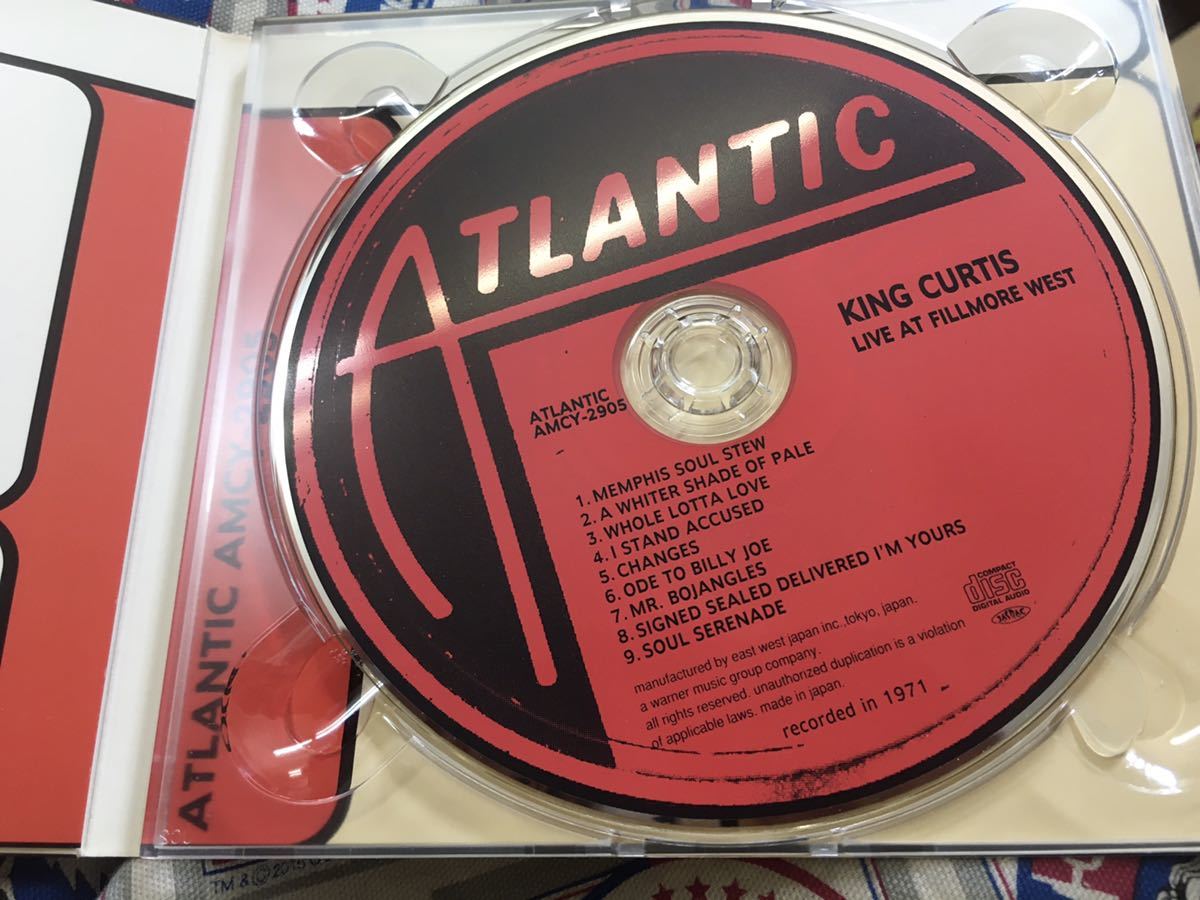 ATLANTIC
KING CURTIS
LIVE AT FILLMORE WEST
ATLANTIC
AMCY-2905
1. MEMPHIS SOUL STEW
2. A WHITER SHADE OF PALE
3. WHOLE LOTTA LOVE
4. I STAND ACCUSED
5. CHANGES
6. ODE TO BILLY JOE
7. MR. BOJANGLES
8. SIGNED SEALED DELIVERED I'M YOURS
9. SOUL SERENADE
COMPACT
disc
DIGITAL AUDIO
manufactured by east west japan inc.,tokyo, japan.
a warner music group company.
all rights reserved. unauthorized duplication is a violation
of applicable laws. made in japan.
recorded in 1971
ATLANTIC AMCY-2905
TM & © 2015